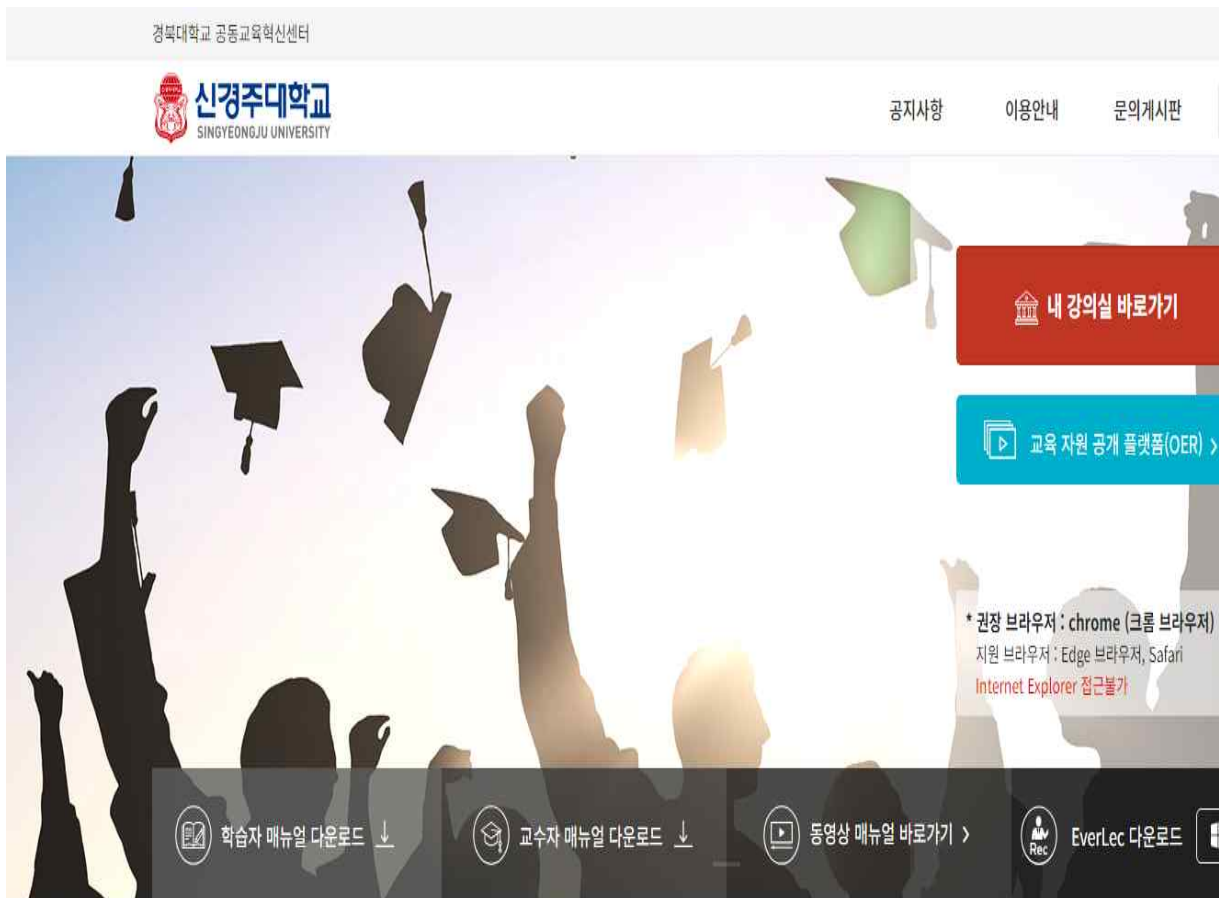 경북대학교 공동교육혁신센터
신경주대학교
SINGYEONGJU UNIVERSITY
공지사항 이용안내 문의게시판
내 강의실 바로가기
교육 자원 공개 플랫폼(OER) >
* 권장 브라우저 : chrome (크롬 브라우저)
지원 브라우저 : Edge 브라우저, Safari
Internet Explorer 접근불가
학습자 매뉴얼 다운로드
교수자 매뉴얼 다운로드
동영상 매뉴얼 바로가기 >
Rec
EverLec 다운로드